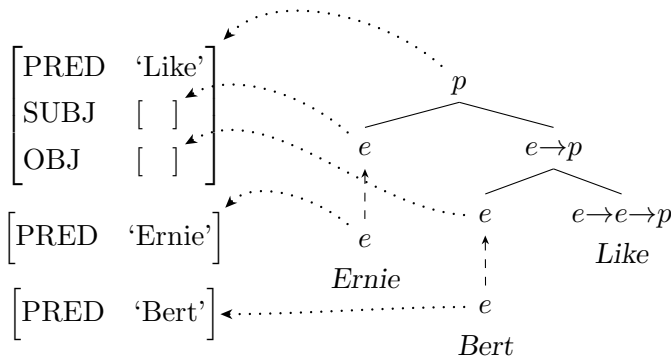 PRED ‘Like’
SUBJ [ ]
OBJ [ ]
[PRED ‘Ernie’]
[PRED ‘Bert’]
p
e e→p
e e→e→p
Like
e
Ernie
e
Bert